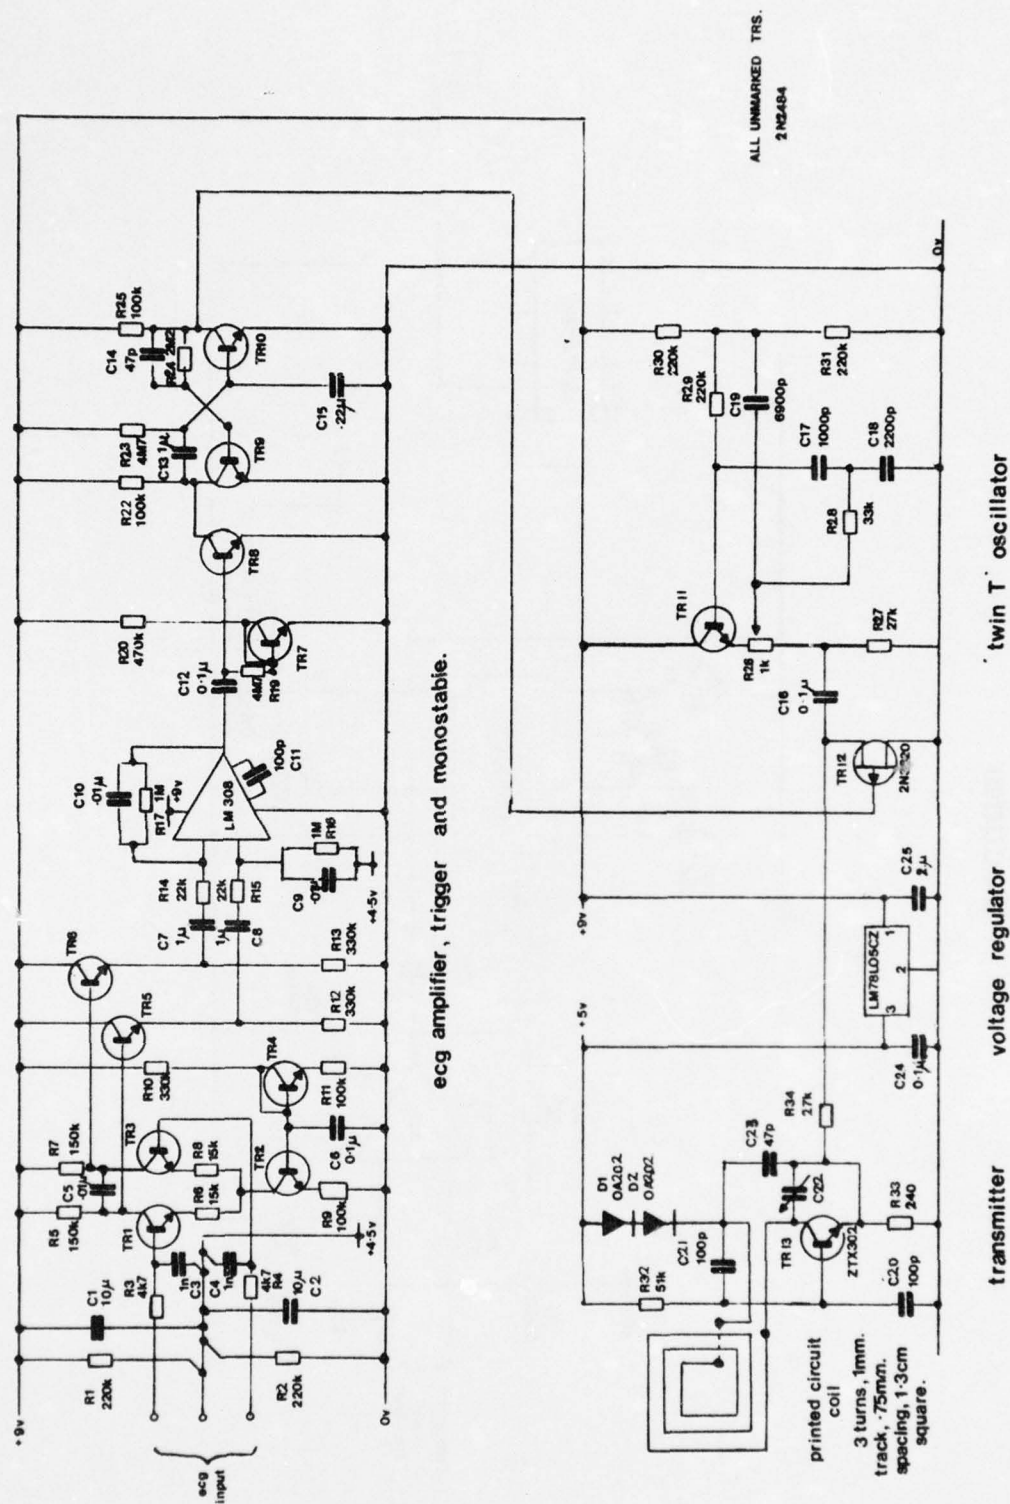 +9v
R1
220k
C1
10µ
R3
4k7
R5
150k
C5
·01µ
R7
150k
TR1
TR3
R6
15k
R8
15k
1n
C3
C4
1n
4k7
R4
10µ
C2
R2
220k
ecg
input
0v
+4·5v
R9
100k
TR2
C6
0·1µ
TR4
R11
100k
R10
330k
TR5
TR6
R12
330k
R13
330k
C7
1µ
1µ
C8
R14
22k
22k
R15
C9
·01µ
1M
R16
+4·5v
C10
·01µ
1M
R17
+9v
LM 308
100p
C11
C12
0·1µ
4M7
R19
R20
470k
TR7
TR8
R22
100k
R23
4M7
C13 1µ
TR9
C14
47p
R24 2M2
R25
100k
TR10
C15
·22µ
ecg amplifier, trigger and monostable.
ALL UNMARKED TRS.
2N2484
printed circuit
coil
3 turns, 1mm.
track, ·75mm.
spacing, 1·3cm
square.
R32
51k
C21
100p
D1
OA202
D2
OA202
C23
47p
C22
TR13
ZTX302
C20
100p
R33
240
R34
27k
+5v
C24
0·1µ
LM78L05CZ
3
2
1
C25
2µ
+9v
TR12
C16
0·1µ
R26
1k
R27
27k
TR11
R28
33k
C17
1000p
C18
2200p
C19
6900p
R29
220k
R30
220k
R31
220k
0v
transmitter
voltage regulator
'twin T' oscillator